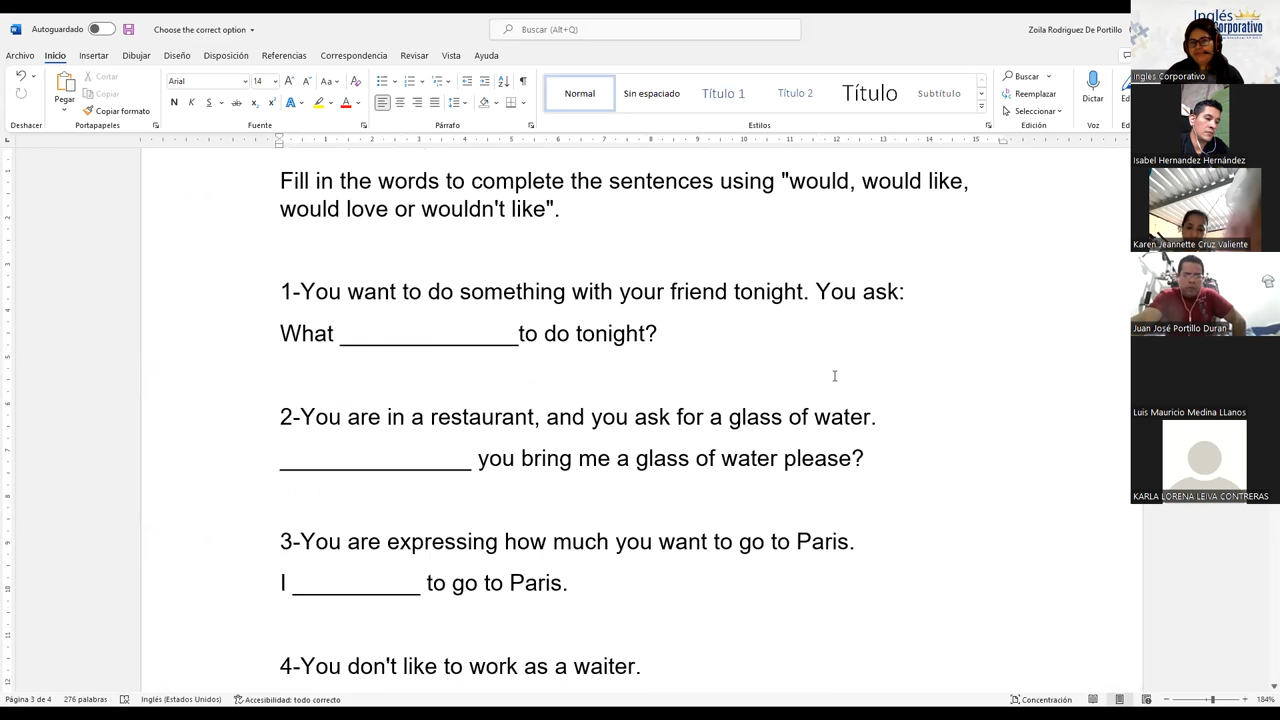 Autoguardado
Choose the correct option
Buscar (Alt+Q)
Zoila Rodriguez De Portillo
Archivo Inicio Insertar Dibujar Diseño Disposición Referencias Correspondencia Revisar Vista Ayuda
Pegar
Cortar
Copiar
Copiar formato
Arial 14
Normal
Sin espaciado
Título 1
Título 2
Título
Subtítulo
Buscar
Reemplazar
Seleccionar
Dictar
Deshacer Portapapeles Fuente Párrafo Estilos Edición Voz
Fill in the words to complete the sentences using "would, would like,
would love or wouldn't like".
1-You want to do something with your friend tonight. You ask:
What ______________to do tonight?
2-You are in a restaurant, and you ask for a glass of water.
_______________ you bring me a glass of water please?
3-You are expressing how much you want to go to Paris.
I __________ to go to Paris.
4-You don't like to work as a waiter.
Página 3 de 4 276 palabras Inglés (Estados Unidos) Accesibilidad: todo correcto Concentración 184%
Inglés
Corporativo
Ingles Corporativo
Isabel Hernandez Hernández
Karen Jeannette Cruz Valiente
Juan José Portillo Duran
Luis Mauricio Medina LLanos
KARLA LORENA LEIVA CONTRERAS